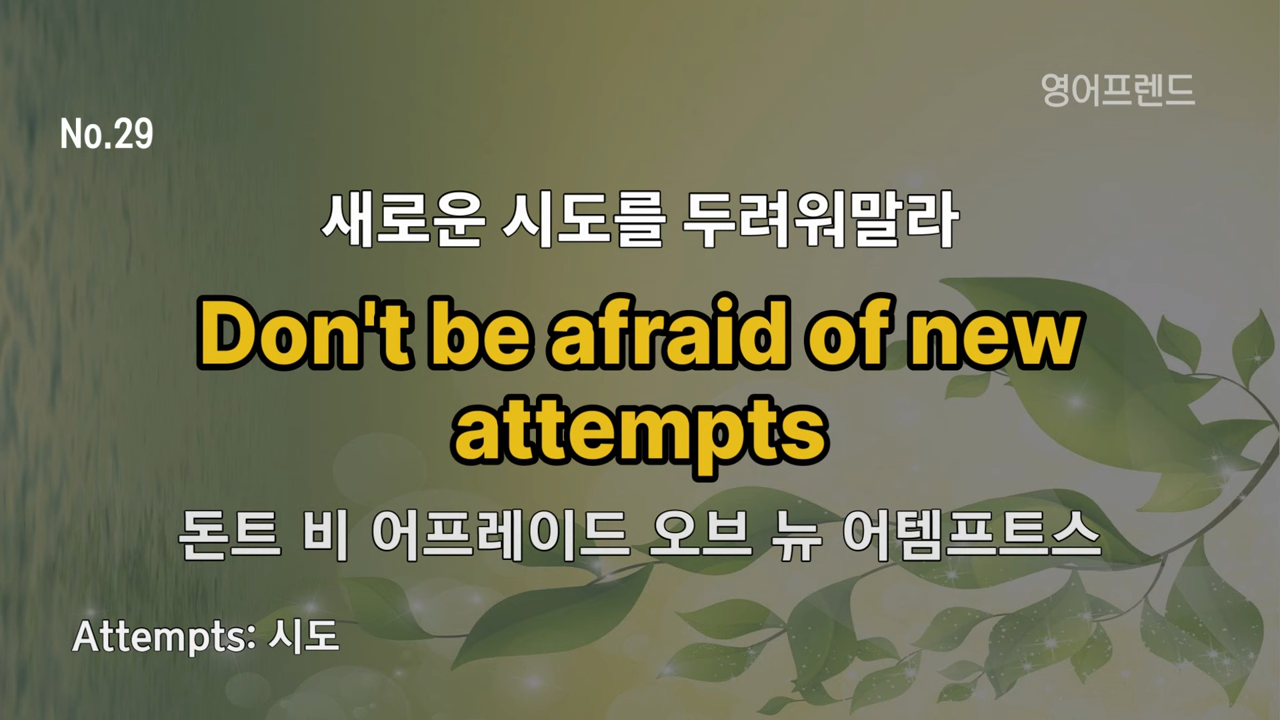 영어프렌드
No.29
새로운 시도를 두려워말라
Don't be afraid of new
attempts
돈트 비 어프레이드 오브 뉴 어템프트스
Attempts: 시도